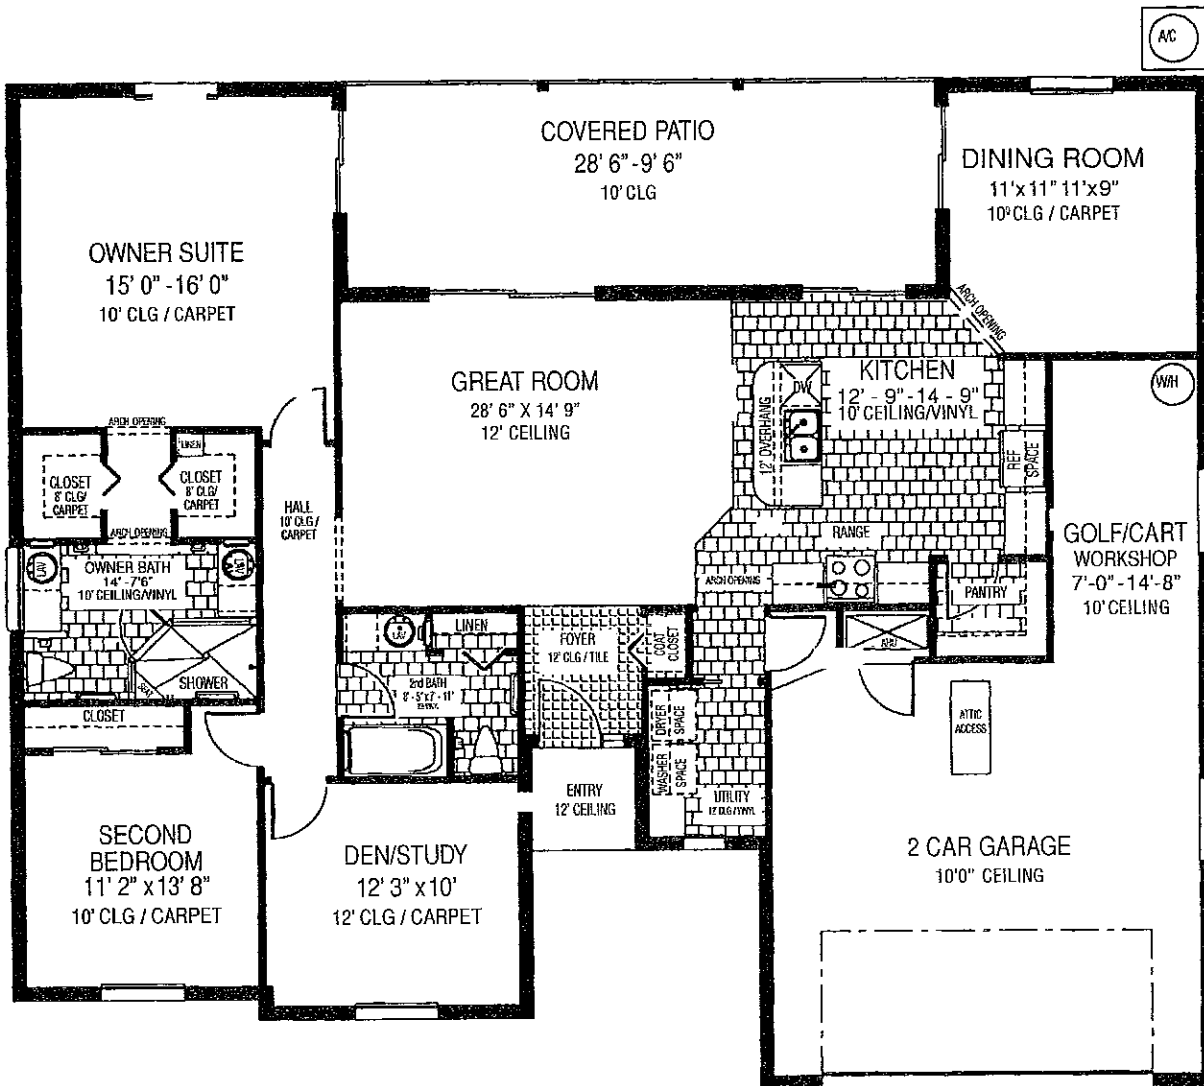 A/C
COVERED PATIO
28' 6"-9' 6"
10' CLG
DINING ROOM
11'x11" 11'x9"
10' CLG / CARPET
OWNER SUITE
15' 0" -16' 0"
10' CLG / CARPET
ARCH OPENING
GREAT ROOM
28' 6" X 14' 9"
12' CEILING
DW
KITCHEN
12' - 9"-14 - 9"
10' CEILING/VINYL
12' OVERHANG
REF
SPACE
W/H
ARCH OPENING
LINEN
CLOSET
8' CLG/
CARPET
CLOSET
8' CLG/
CARPET
HALL
10' CLG /
CARPET
ARCH OPENING
LAV
OWNER BATH
14' -7'6"
10' CEILING/VINYL
LAV
RANGE
GOLF/CART
WORKSHOP
7'-0"-14'-8"
10' CEILING
ARCH OPENING
PANTRY
LAV
LINEN
FOYER
12' CLG / TILE
COAT
CLOSET
2nd BATH
SHOWER
SEAT
CLOSET
DRYER
SPACE
WASHER
SPACE
ATTIC
ACCESS
ENTRY
12' CEILING
UTILITY
12' CLG/VINYL
SECOND
BEDROOM
11' 2" x 13' 8"
10' CLG / CARPET
DEN/STUDY
12' 3" x 10'
12' CLG / CARPET
2 CAR GARAGE
10'0" CEILING